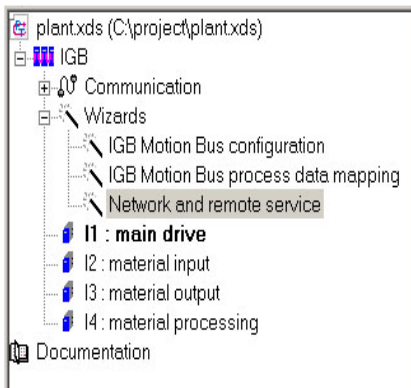 plant.xds (C:\project\plant.xds)
IGB
Communication
Wizards
IGB Motion Bus configuration
IGB Motion Bus process data mapping
Network and remote service
I1 : main drive
I2 : material input
I3 : material output
I4 : material processing
Documentation